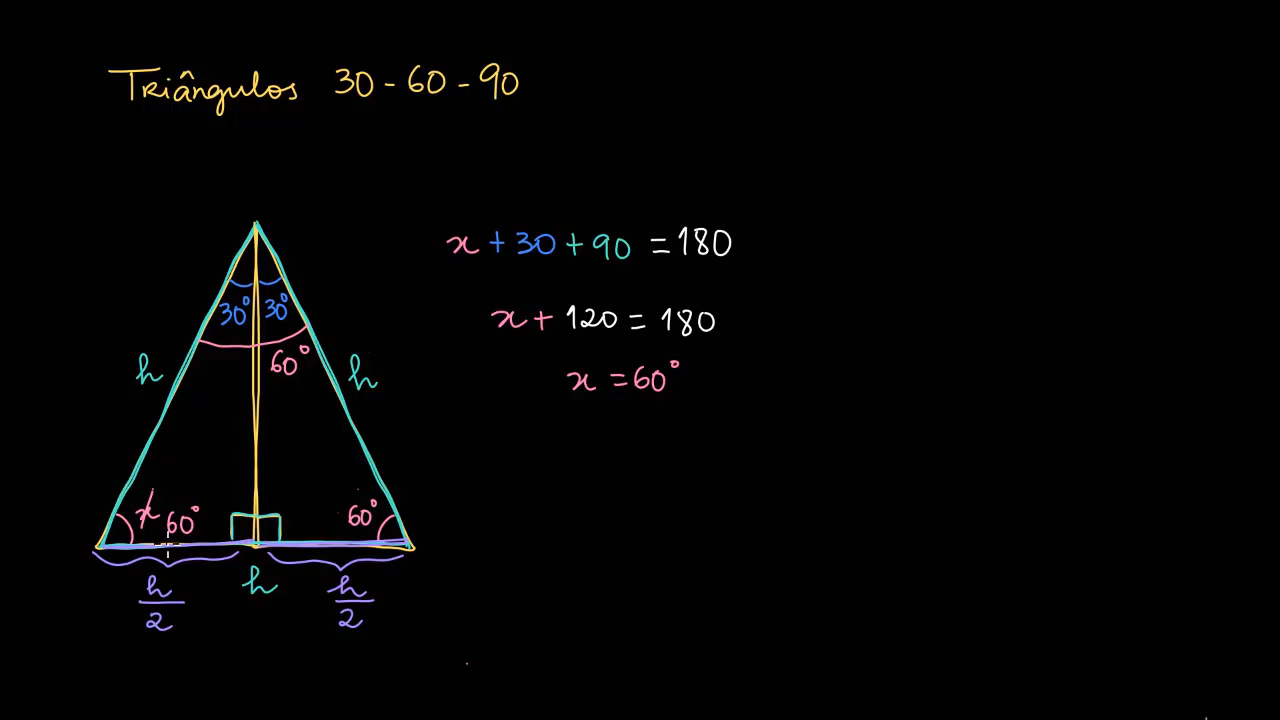 Triângulos 30 - 60 - 90
x + 30 + 90 = 180
30° 30°
x + 120 = 180
60°
h h
x = 60°
x 60° 60°
h/2 h h/2